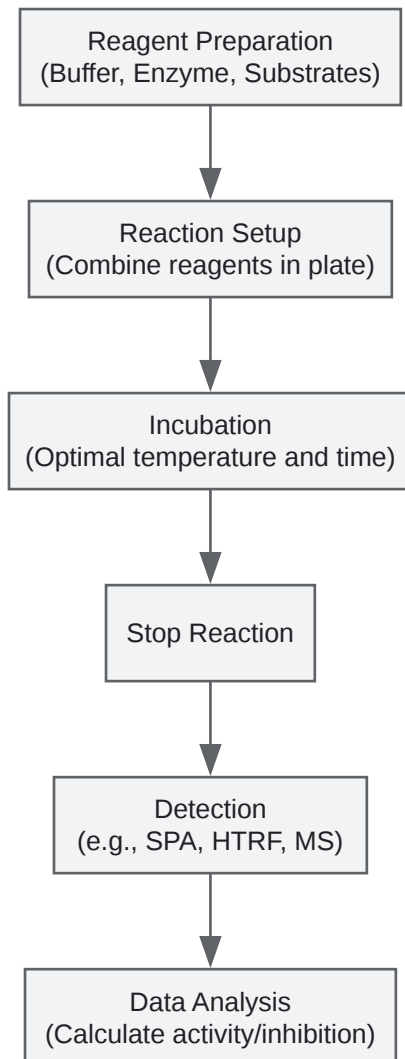 Reagent Preparation
(Buffer, Enzyme, Substrates)
Reaction Setup
(Combine reagents in plate)
Incubation
(Optimal temperature and time)
Stop Reaction
Detection
(e.g., SPA, HTRF, MS)
Data Analysis
(Calculate activity/inhibition)